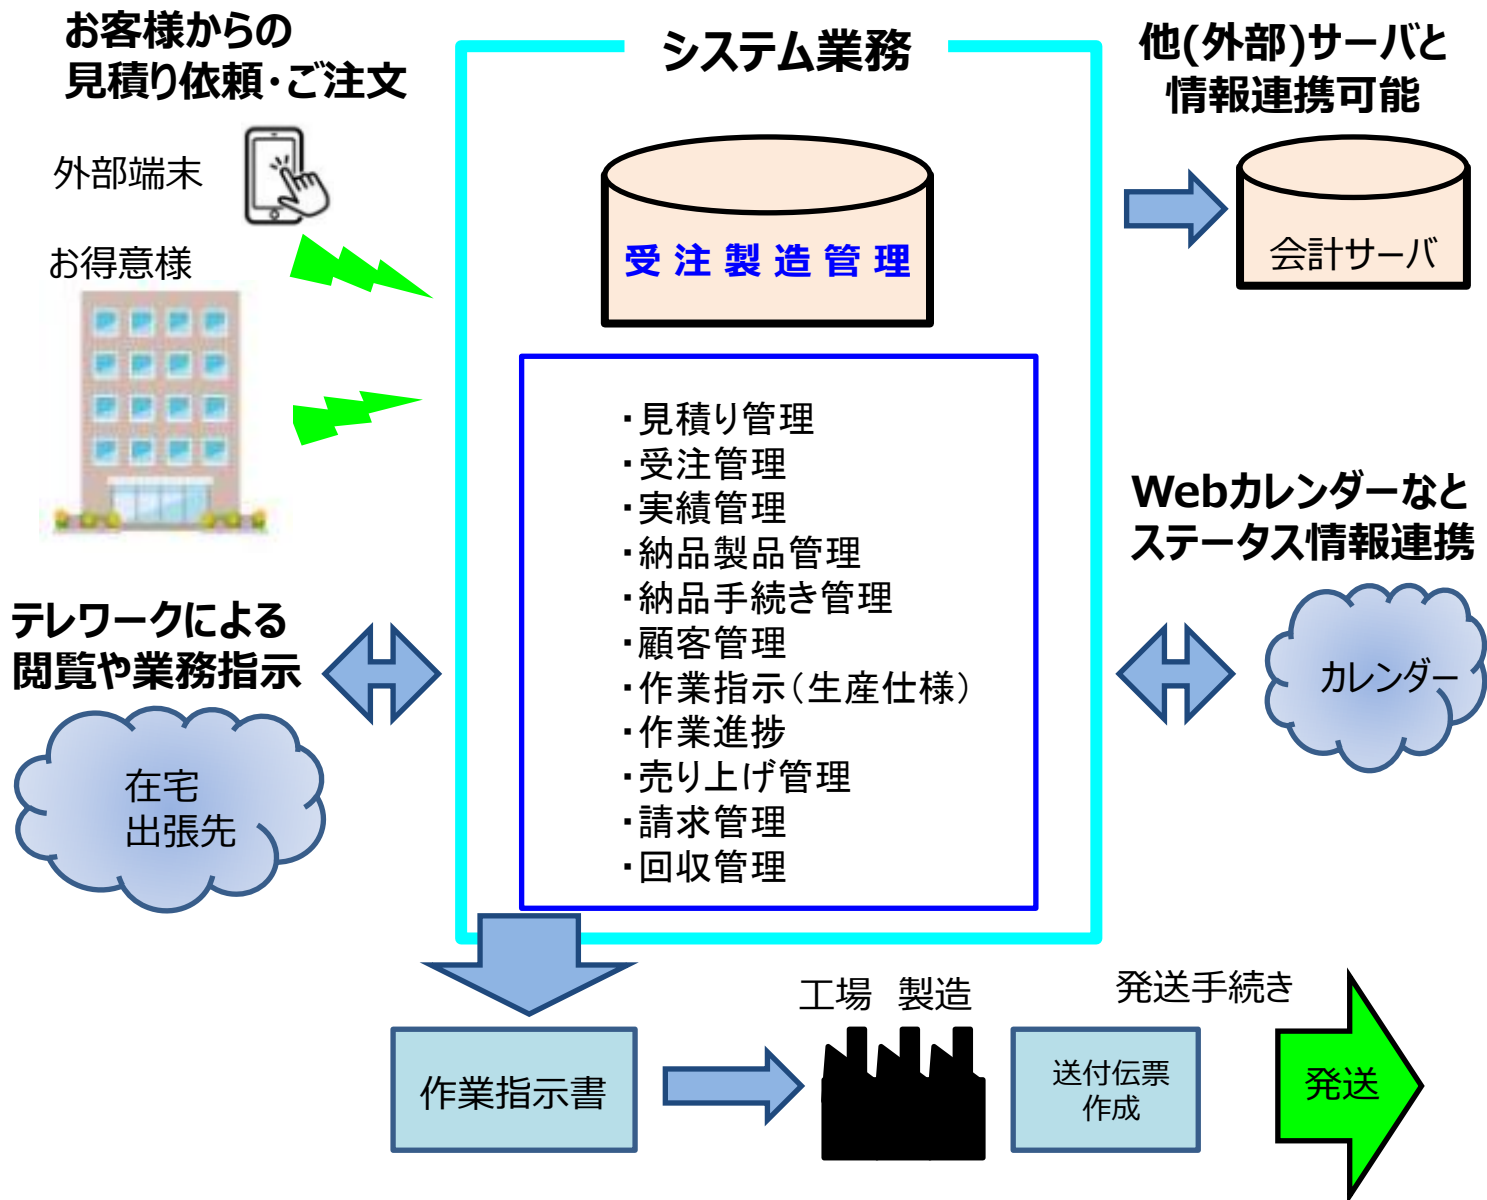 お客様からの
見積り依頼・ご注文
外部端末
お得意様
テレワークによる
閲覧や業務指示
在宅
出張先
システム業務
受注製造管理
・見積り管理
・受注管理
・実績管理
・納品製品管理
・納品手続き管理
・顧客管理
・作業指示(生産仕様)
・作業進捗
・売り上げ管理
・請求管理
・回収管理
他(外部)サーバと
情報連携可能
会計サーバ
Webカレンダーなと
ステータス情報連携
カレンダー
作業指示書
工場 製造
発送手続き
送付伝票
作成
発送